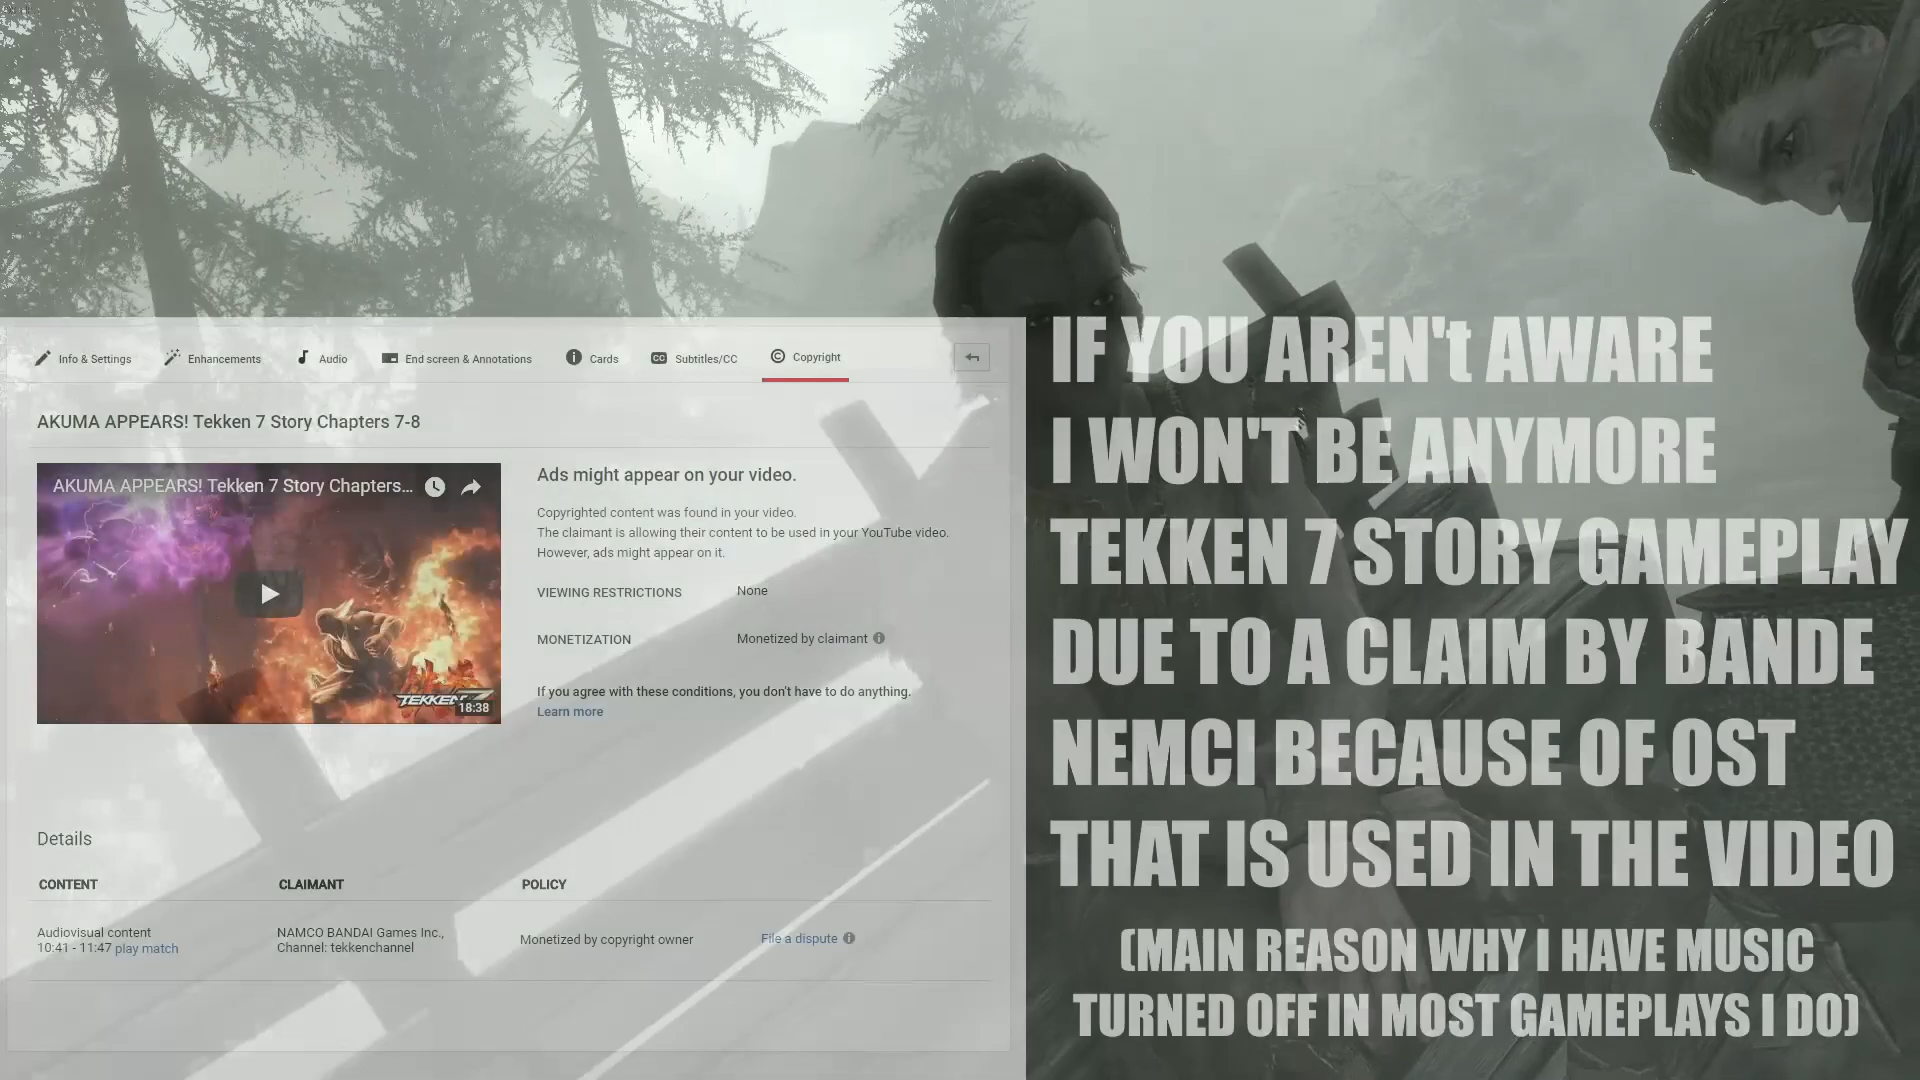 Info & Settings
Enhancements
Audio
End screen & Annotations
Cards
CC
Subtitles/CC
Copyright
AKUMA APPEARS! Tekken 7 Story Chapters 7-8
AKUMA APPEARS! Tekken 7 Story Chapters...
TEKKEN 7
18:38
Ads might appear on your video.
Copyrighted content was found in your video.
The claimant is allowing their content to be used in your YouTube video.
However, ads might appear on it.
VIEWING RESTRICTIONS None
MONETIZATION Monetized by claimant
If you agree with these conditions, you don't have to do anything.
Learn more
Details
CONTENT CLAIMANT POLICY
Audiovisual content
10:41 - 11:47 play match
NAMCO BANDAI Games Inc.,
Channel: tekkenchannel
Monetized by copyright owner
File a dispute
IF YOU AREN't AWARE
I WON'T BE ANYMORE
TEKKEN 7 STORY GAMEPLAY
DUE TO A CLAIM BY BANDE
NEMCI BECAUSE OF OST
THAT IS USED IN THE VIDEO
(MAIN REASON WHY I HAVE MUSIC
TURNED OFF IN MOST GAMEPLAYS I DO)